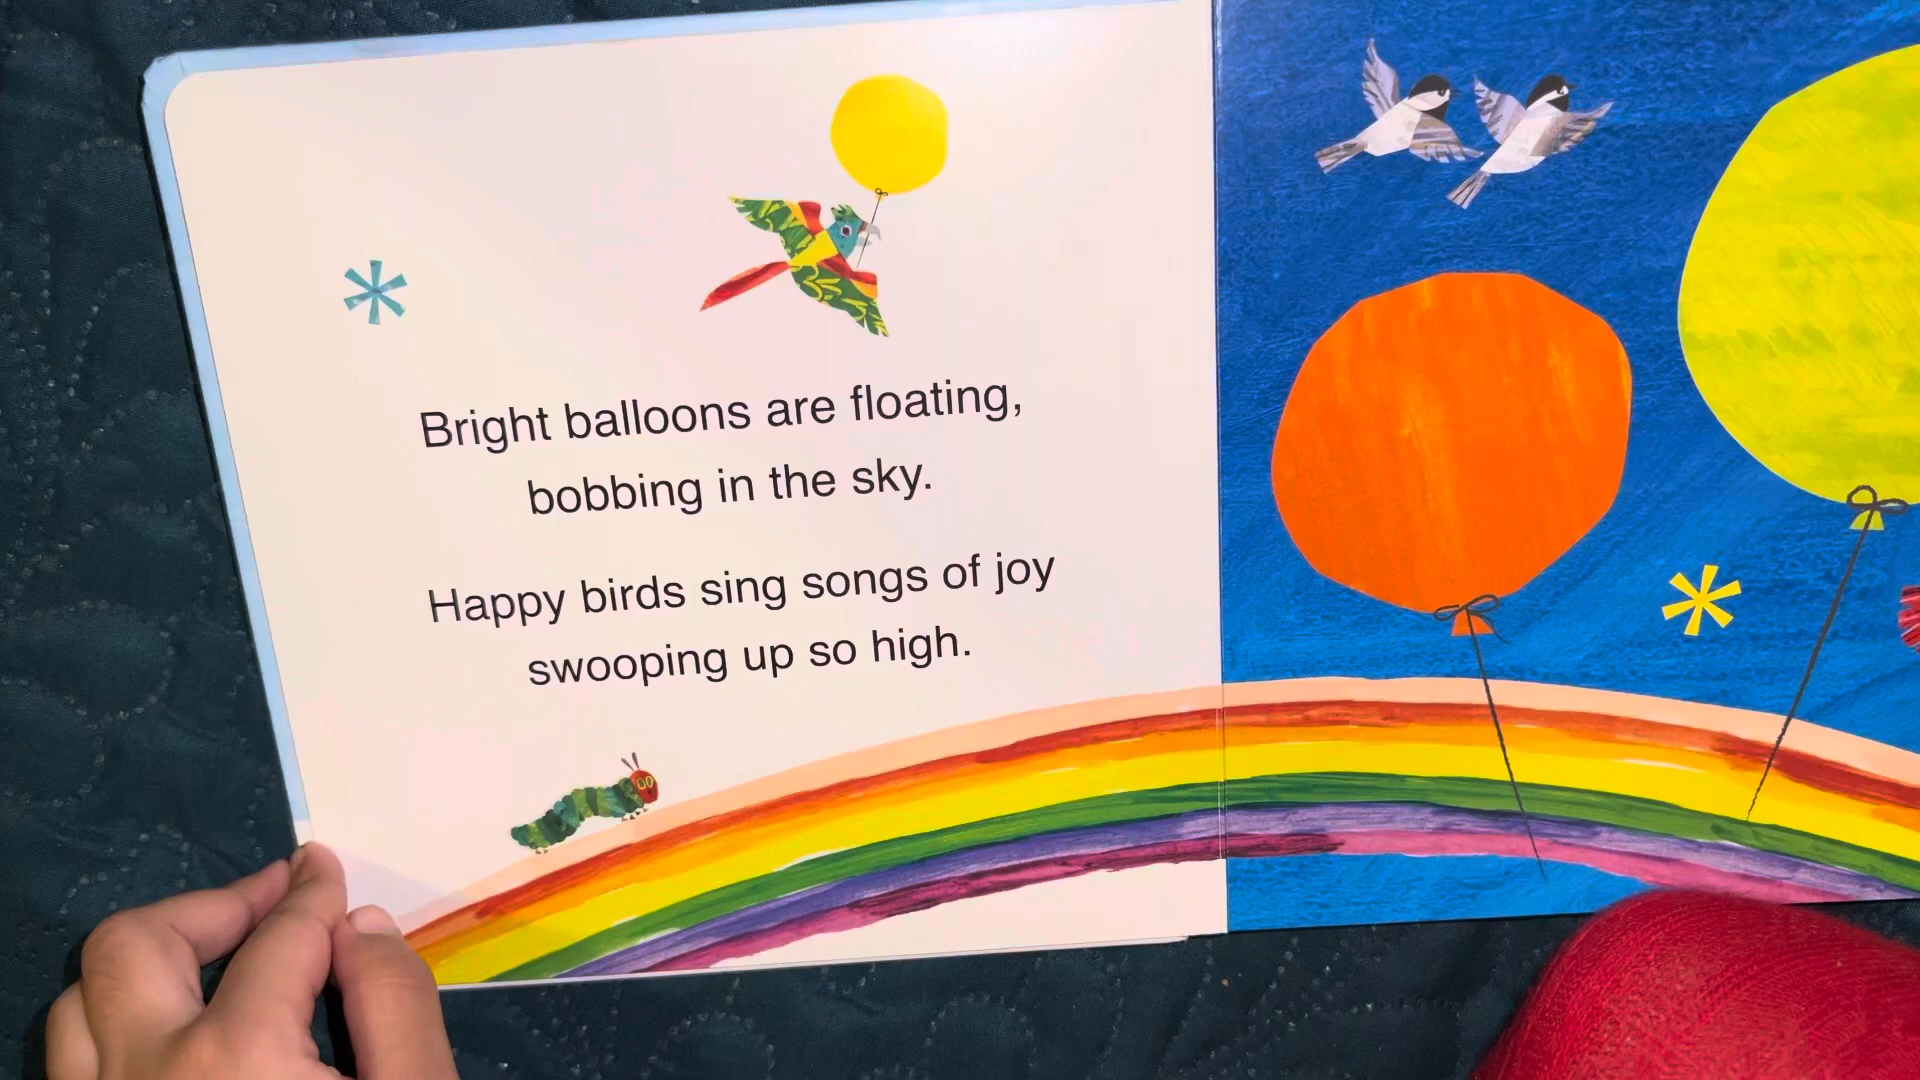 Bright balloons are floating,
bobbing in the sky.
Happy birds sing songs of joy
swooping up so high.